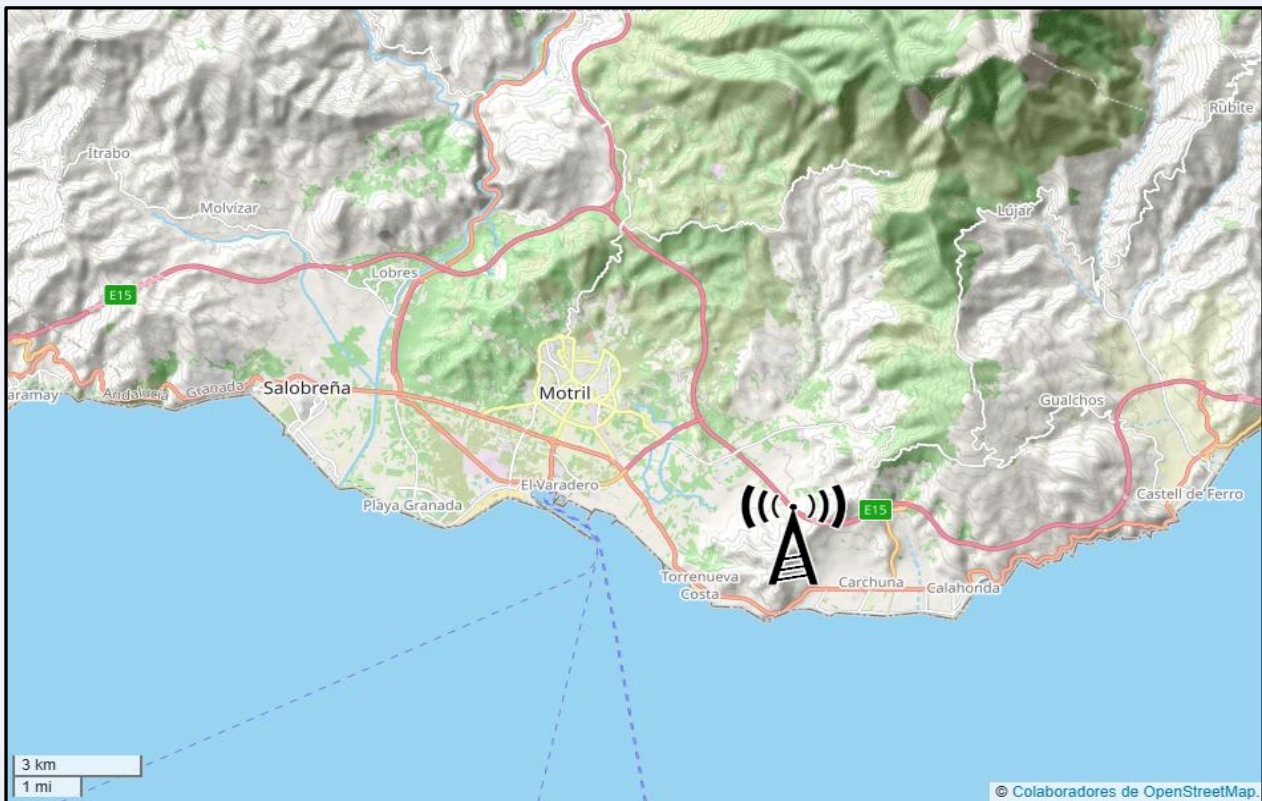 Rubite
Ítrabo
Molvízar
Lújar
Lobres
E15
Salobreña
Andalucía
Granada
aramay
Motril
Gualchos
El Varadero
Playa Granada
Castell de Ferro
E15
Torrenueva
Costa
Carchuna
Calahonda
3 km
1 mi
© Colaboradores de OpenStreetMap.